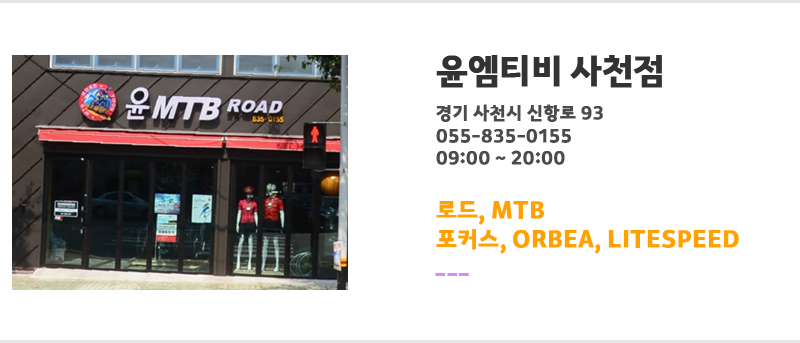 윤MTB ROAD
835-0155
윤엠티비 사천점
경기 사천시 신항로 93
055-835-0155
09:00 ~ 20:00
로드, MTB
포커스, ORBEA, LITESPEED
___